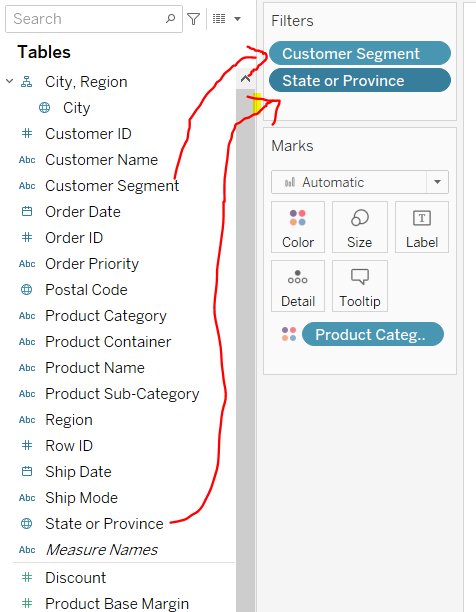 Search
Tables
City, Region
City
# Customer ID
Abc Customer Name
Abc Customer Segment
Order Date
# Order ID
Abc Order Priority
Postal Code
Abc Product Category
Abc Product Container
Abc Product Name
Abc Product Sub-Category
Abc Region
# Row ID
Ship Date
Abc Ship Mode
State or Province
Abc Measure Names
# Discount
# Product Base Margin
Filters
Customer Segment
State or Province
Marks
Automatic
Color Size T Label
Detail Tooltip
Product Categ..